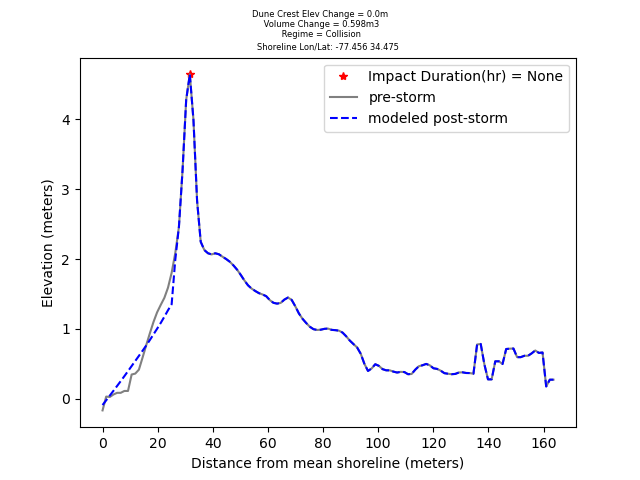 Dune Crest Elev Change = 0.0m
Volume Change = 0.598m3
Regime = Collision
Shoreline Lon/Lat: -77.456 34.475
Impact Duration(hr) = None
pre-storm
modeled post-storm
4
3
2
1
0
Elevation (meters)
0 20 40 60 80 100 120 140 160
Distance from mean shoreline (meters)